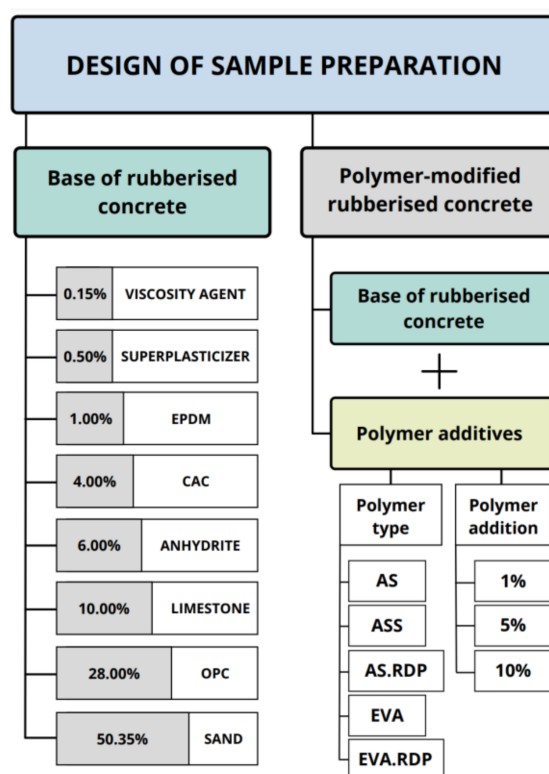 DESIGN OF SAMPLE PREPARATION
Base of rubberised
concrete
0.15% VISCOSITY AGENT
0.50% SUPERPLASTICIZER
1.00% EPDM
4.00% CAC
6.00% ANHYDRITE
10.00% LIMESTONE
28.00% OPC
50.35% SAND
Polymer-modified
rubberised concrete
Base of rubberised
concrete
+
Polymer additives
Polymer
type
AS
ASS
AS.RDP
EVA
EVA.RDP
Polymer
addition
1%
5%
10%